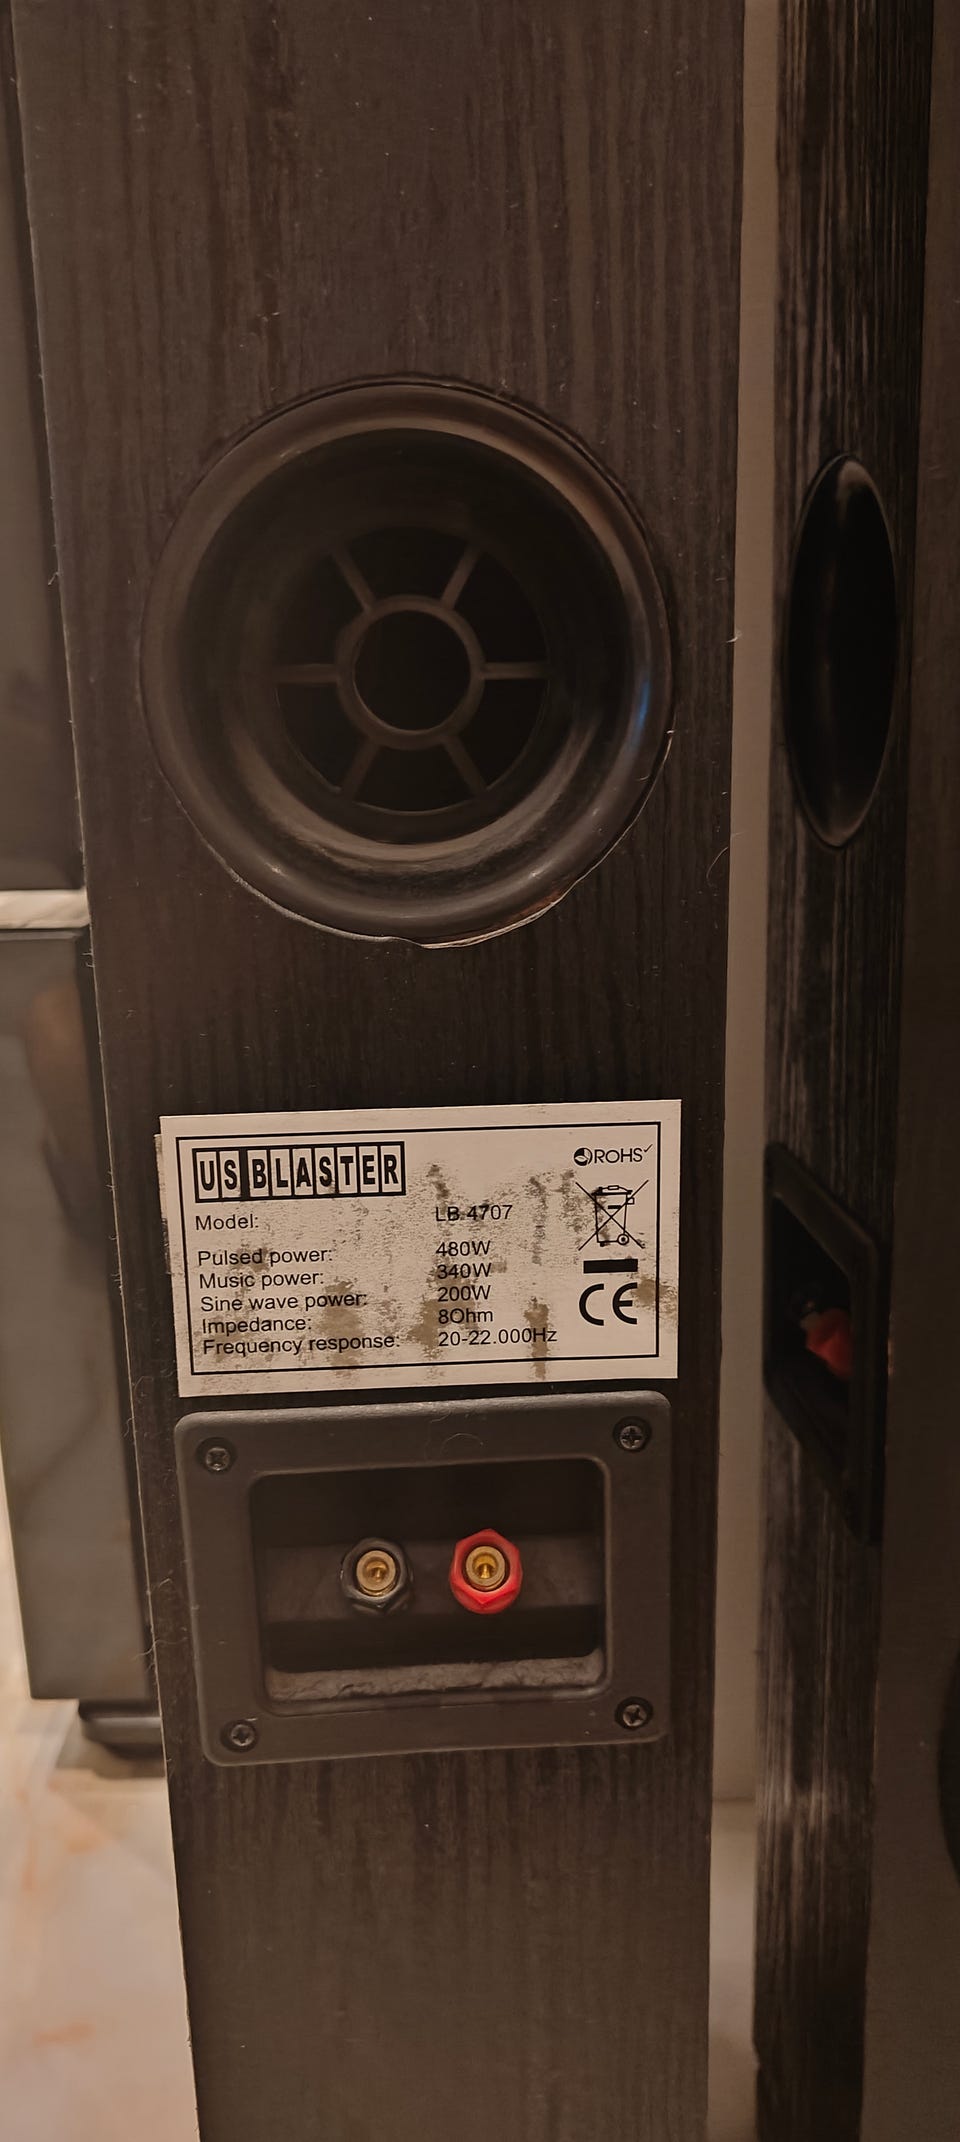 US BLASTER
ROHS
Model: LB 4707
Pulsed power: 480W
Music power: 340W
Sine wave power: 200W
Impedance: 8Ohm
Frequency response: 20-22.000Hz
CE